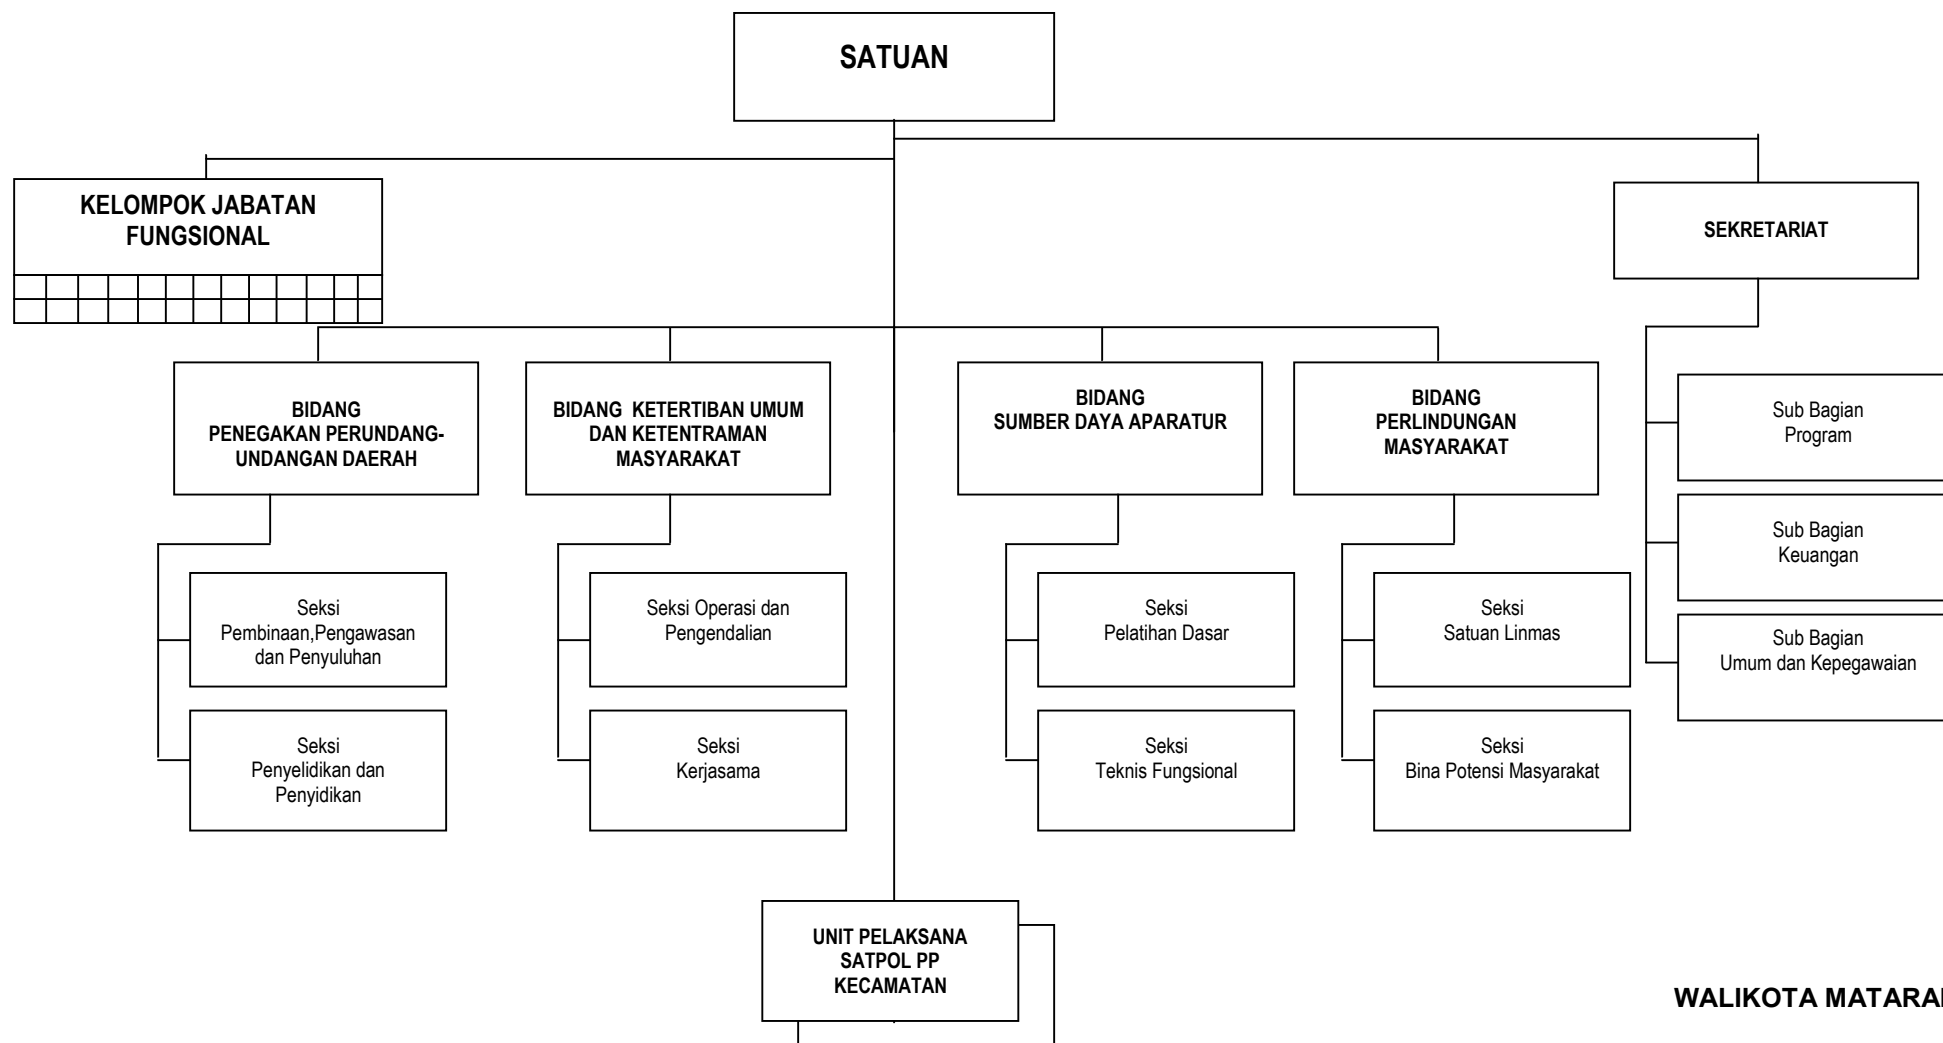 SATUAN
KELOMPOK JABATAN
FUNGSIONAL
SEKRETARIAT
BIDANG
PENEGAKAN PERUNDANG-
UNDANGAN DAERAH
BIDANG  KETERTIBAN UMUM
DAN KETENTRAMAN
MASYARAKAT
BIDANG
SUMBER DAYA APARATUR
BIDANG
PERLINDUNGAN
MASYARAKAT
Sub Bagian
Program
Sub Bagian
Keuangan
Sub Bagian
Umum dan Kepegawaian
Seksi
Pembinaan,Pengawasan
dan Penyuluhan
Seksi Operasi dan
Pengendalian
Seksi
Pelatihan Dasar
Seksi
Satuan Linmas
Seksi
Penyelidikan dan
Penyidikan
Seksi
Kerjasama
Seksi
Teknis Fungsional
Seksi
Bina Potensi Masyarakat
UNIT PELAKSANA
SATPOL PP
KECAMATAN
WALIKOTA